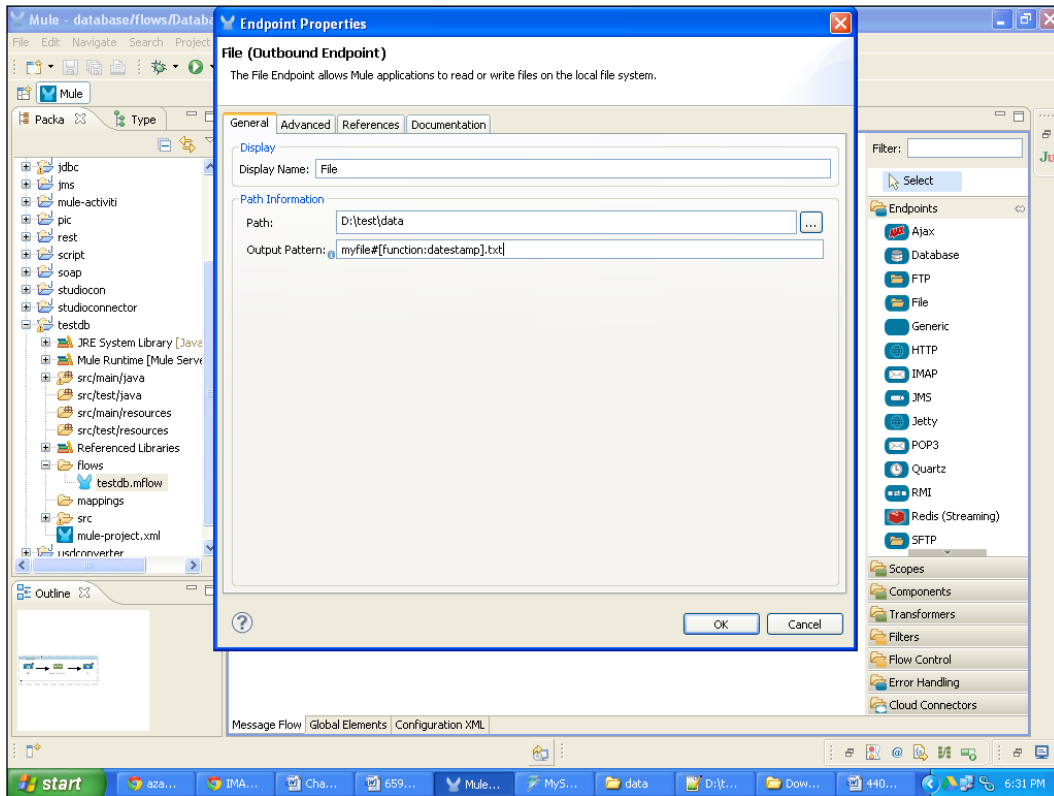 Mule - database/flows/Databa
File Edit Navigate Search Project
Mule
Packa
Type
jdbc
jms
mule-activiti
pic
rest
script
soap
studiocon
studioconnector
testdb
JRE System Library [Java
Mule Runtime [Mule Serve
src/main/java
src/test/java
src/main/resources
src/test/resources
Referenced Libraries
flows
testdb.mflow
mappings
src
mule-project.xml
usdconverter
Outline
Endpoint Properties
File (Outbound Endpoint)
The File Endpoint allows Mule applications to read or write files on the local file system.
General Advanced References Documentation
Display
Display Name: File
Path Information
Path: D:\test\data ...
Output Pattern: myfile#[function:datestamp].txt
? OK Cancel
Message Flow Global Elements Configuration XML
Filter:
Select
Endpoints
Ajax
Database
FTP
File
Generic
HTTP
IMAP
JMS
Jetty
POP3
Quartz
RMI
Redis (Streaming)
SFTP
Scopes
Components
Transformers
Filters
Flow Control
Error Handling
Cloud Connectors
Ju
start aza... IMA... Cha... 659... Mule... MyS... data D:\t... Dow... 440... 6:31 PM